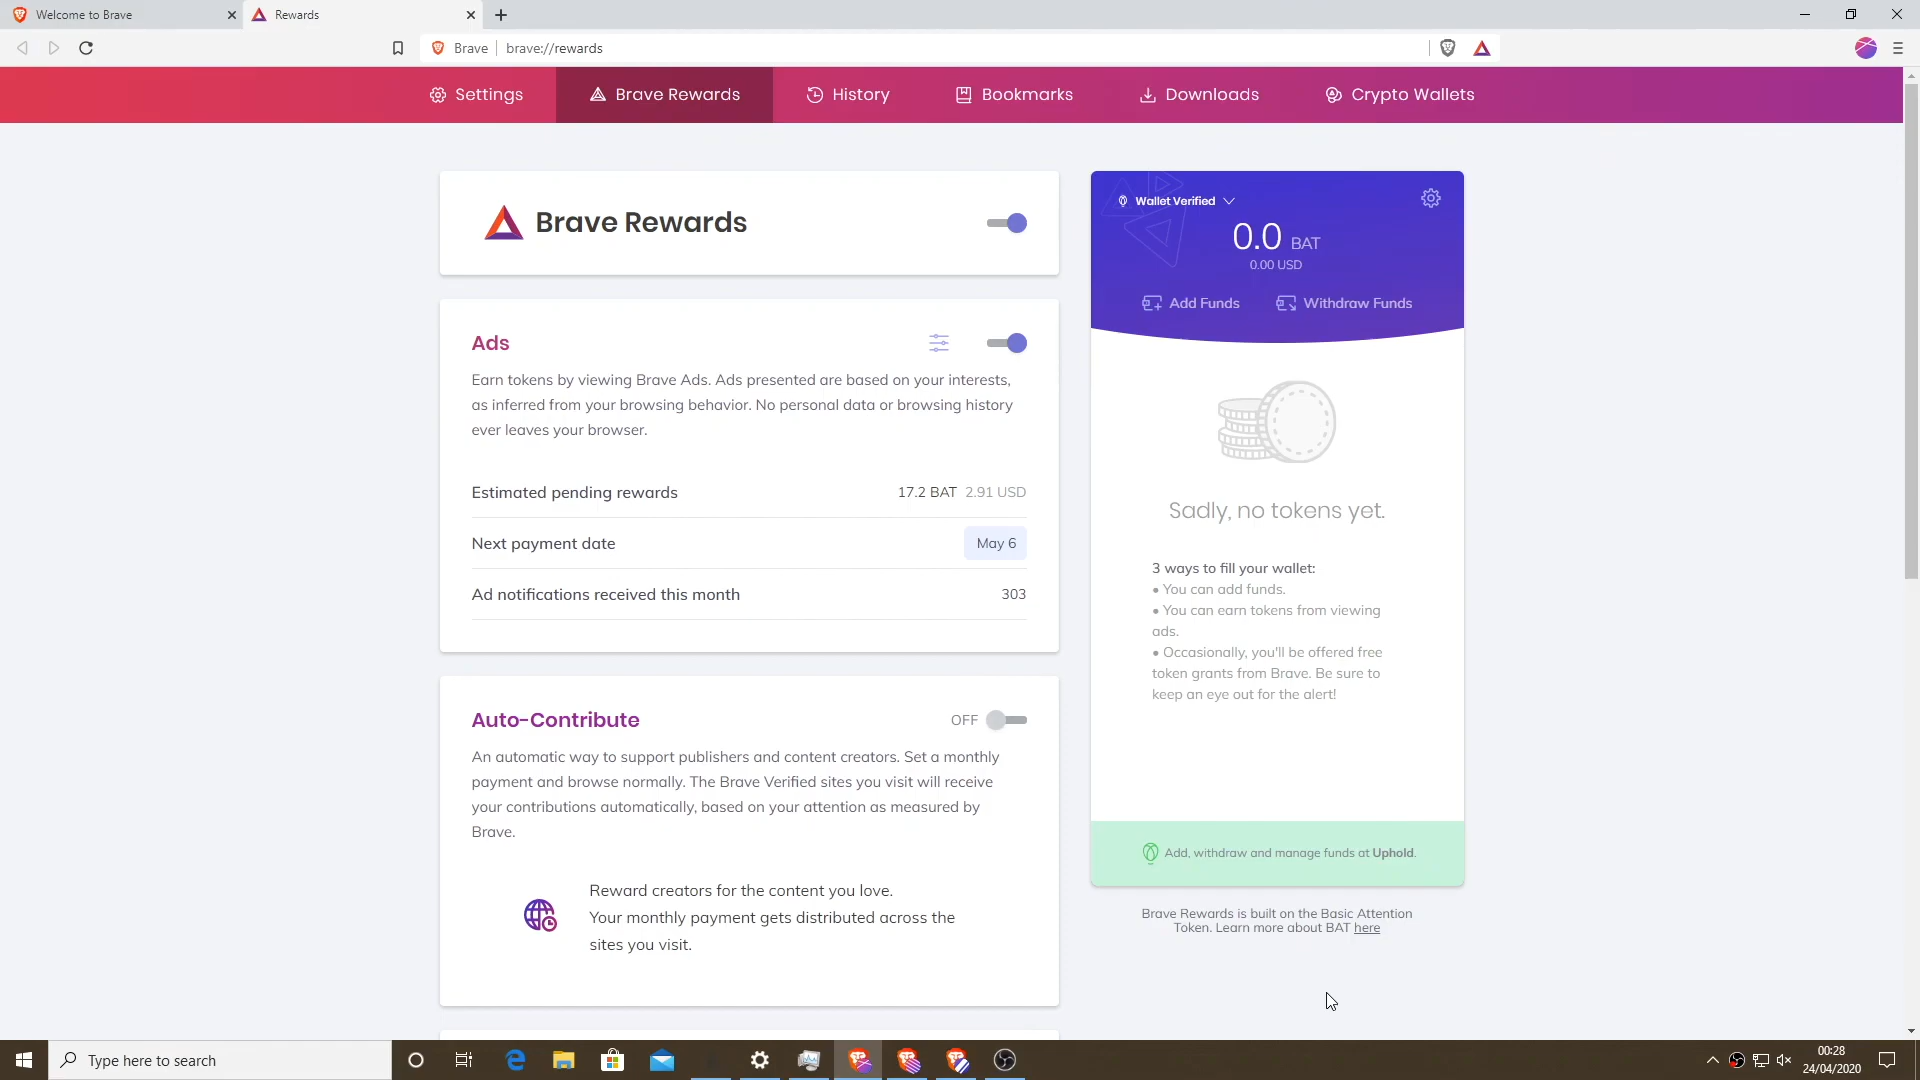 Welcome to Brave
Rewards
Brave
brave://rewards
Settings
Brave Rewards
History
Bookmarks
Downloads
Crypto Wallets
Brave Rewards
Ads
Earn tokens by viewing Brave Ads. Ads presented are based on your interests,
as inferred from your browsing behavior. No personal data or browsing history
ever leaves your browser.
Estimated pending rewards 17.2 BAT 2.91 USD
Next payment date May 6
Ad notifications received this month 303
Auto-Contribute OFF
An automatic way to support publishers and content creators. Set a monthly
payment and browse normally. The Brave Verified sites you visit will receive
your contributions automatically, based on your attention as measured by
Brave.
Reward creators for the content you love.
Your monthly payment gets distributed across the
sites you visit.
Wallet Verified
0.0 BAT
0.00 USD
Add Funds
Withdraw Funds
Sadly, no tokens yet.
3 ways to fill your wallet:
• You can add funds.
• You can earn tokens from viewing
ads.
• Occasionally, you'll be offered free
token grants from Brave. Be sure to
keep an eye out for the alert!
Add, withdraw and manage funds at Uphold.
Brave Rewards is built on the Basic Attention
Token. Learn more about BAT here
Type here to search
00:28
24/04/2020